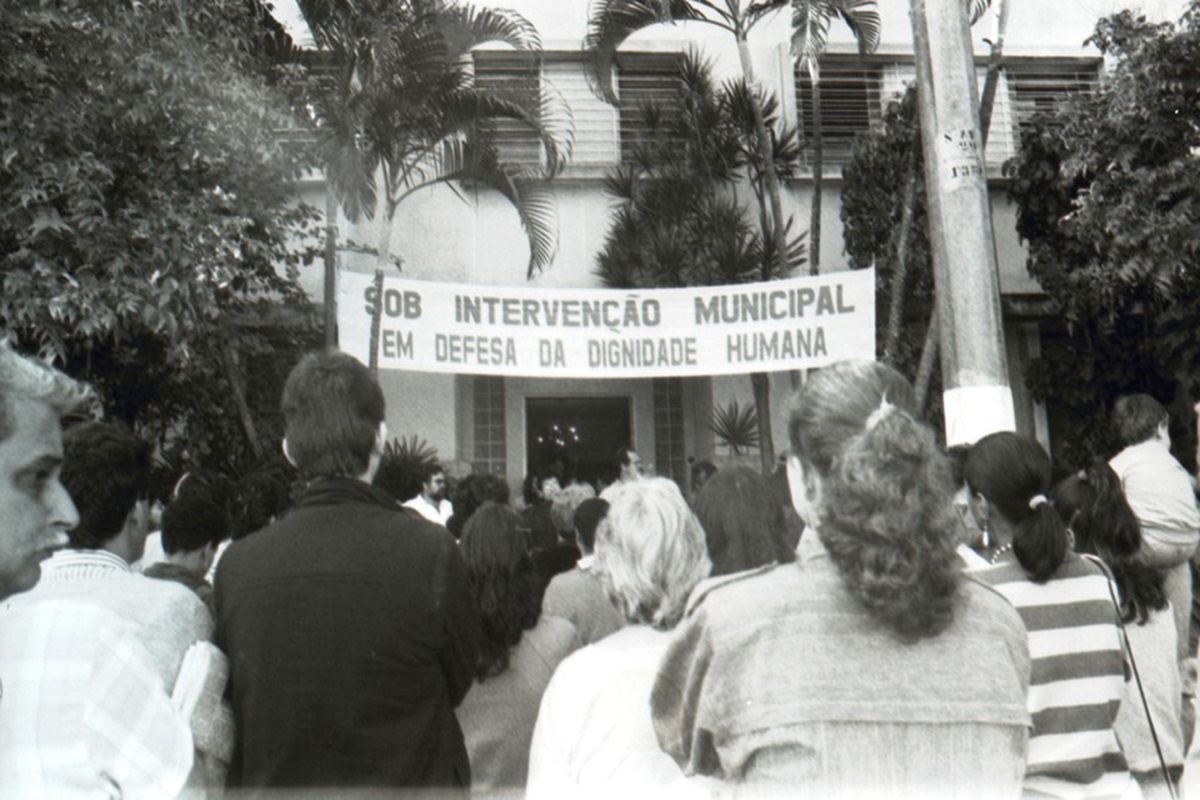 SOB INTERVENÇÃO MUNICIPAL
EM DEFESA DA DIGNIDADE HUMANA